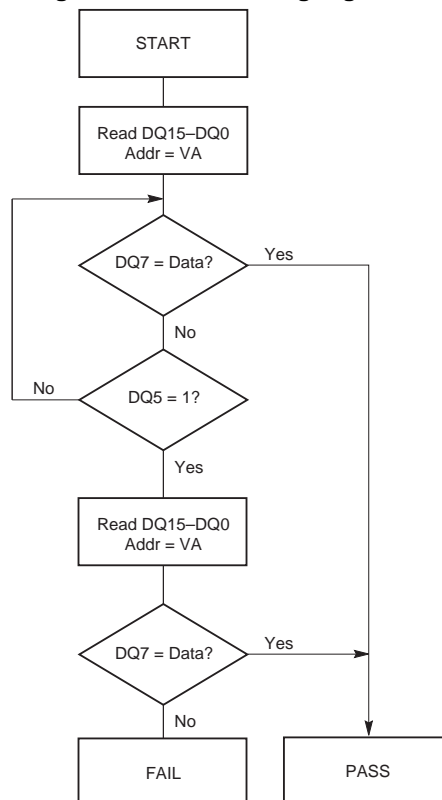 START
Read DQ15–DQ0
Addr = VA
DQ7 = Data?
Yes
No
No
DQ5 = 1?
Yes
Read DQ15–DQ0
Addr = VA
DQ7 = Data?
Yes
No
FAIL
PASS